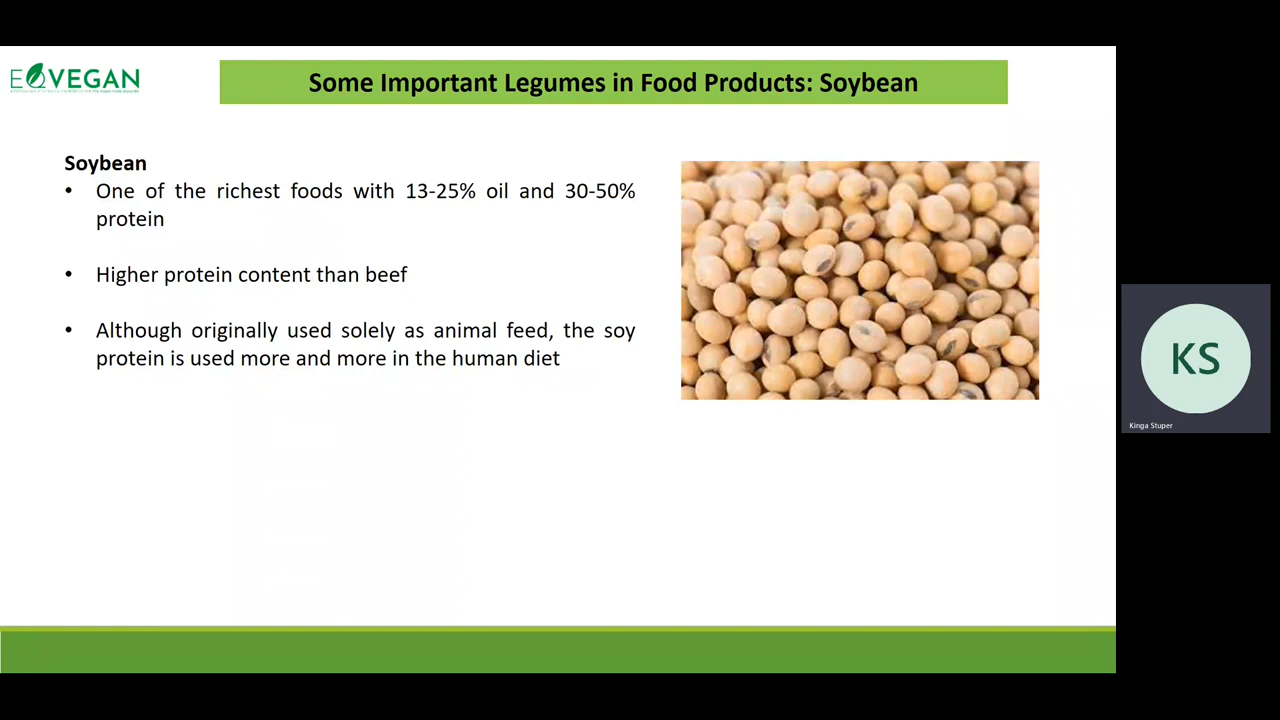 EQVEGAN
Some Important Legumes in Food Products: Soybean
Soybean
• One of the richest foods with 13-25% oil and 30-50%
protein
• Higher protein content than beef
• Although originally used solely as animal feed, the soy
protein is used more and more in the human diet
KS
Kinga Stuper